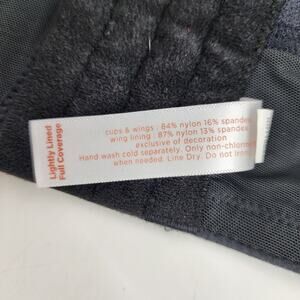 Lightly Lined
Full Coverage
cups & wings : 84% nylon 16% spandex
wing lining : 87% nylon 13% spandex
exclusive of decoration
Hand wash cold separately. Only non-chlorine
when needed. Line Dry. Do not Iron.